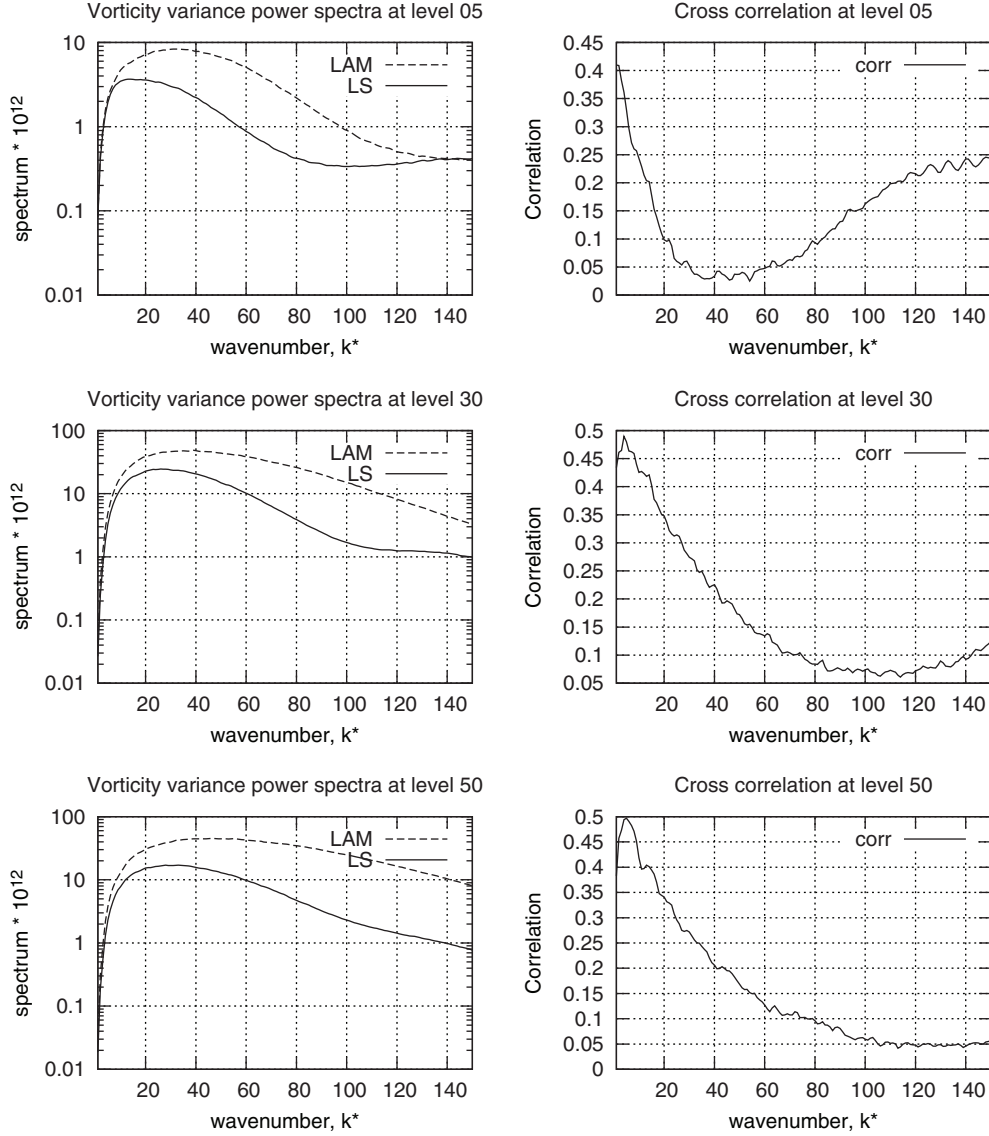 Vorticity variance power spectra at level 05
spectrum * 10^12
10
1
0.1
0.01
LAM
LS
20 40 60 80 100 120 140
wavenumber, k*
Cross correlation at level 05
Correlation
0.45
0.4
0.35
0.3
0.25
0.2
0.15
0.1
0.05
0
corr
20 40 60 80 100 120 140
wavenumber, k*
Vorticity variance power spectra at level 30
spectrum * 10^12
100
10
1
0.1
0.01
LAM
LS
20 40 60 80 100 120 140
wavenumber, k*
Cross correlation at level 30
Correlation
0.5
0.45
0.4
0.35
0.3
0.25
0.2
0.15
0.1
0.05
corr
20 40 60 80 100 120 140
wavenumber, k*
Vorticity variance power spectra at level 50
spectrum * 10^12
100
10
1
0.1
0.01
LAM
LS
20 40 60 80 100 120 140
wavenumber, k*
Cross correlation at level 50
Correlation
0.5
0.45
0.4
0.35
0.3
0.25
0.2
0.15
0.1
0.05
0
corr
20 40 60 80 100 120 140
wavenumber, k*